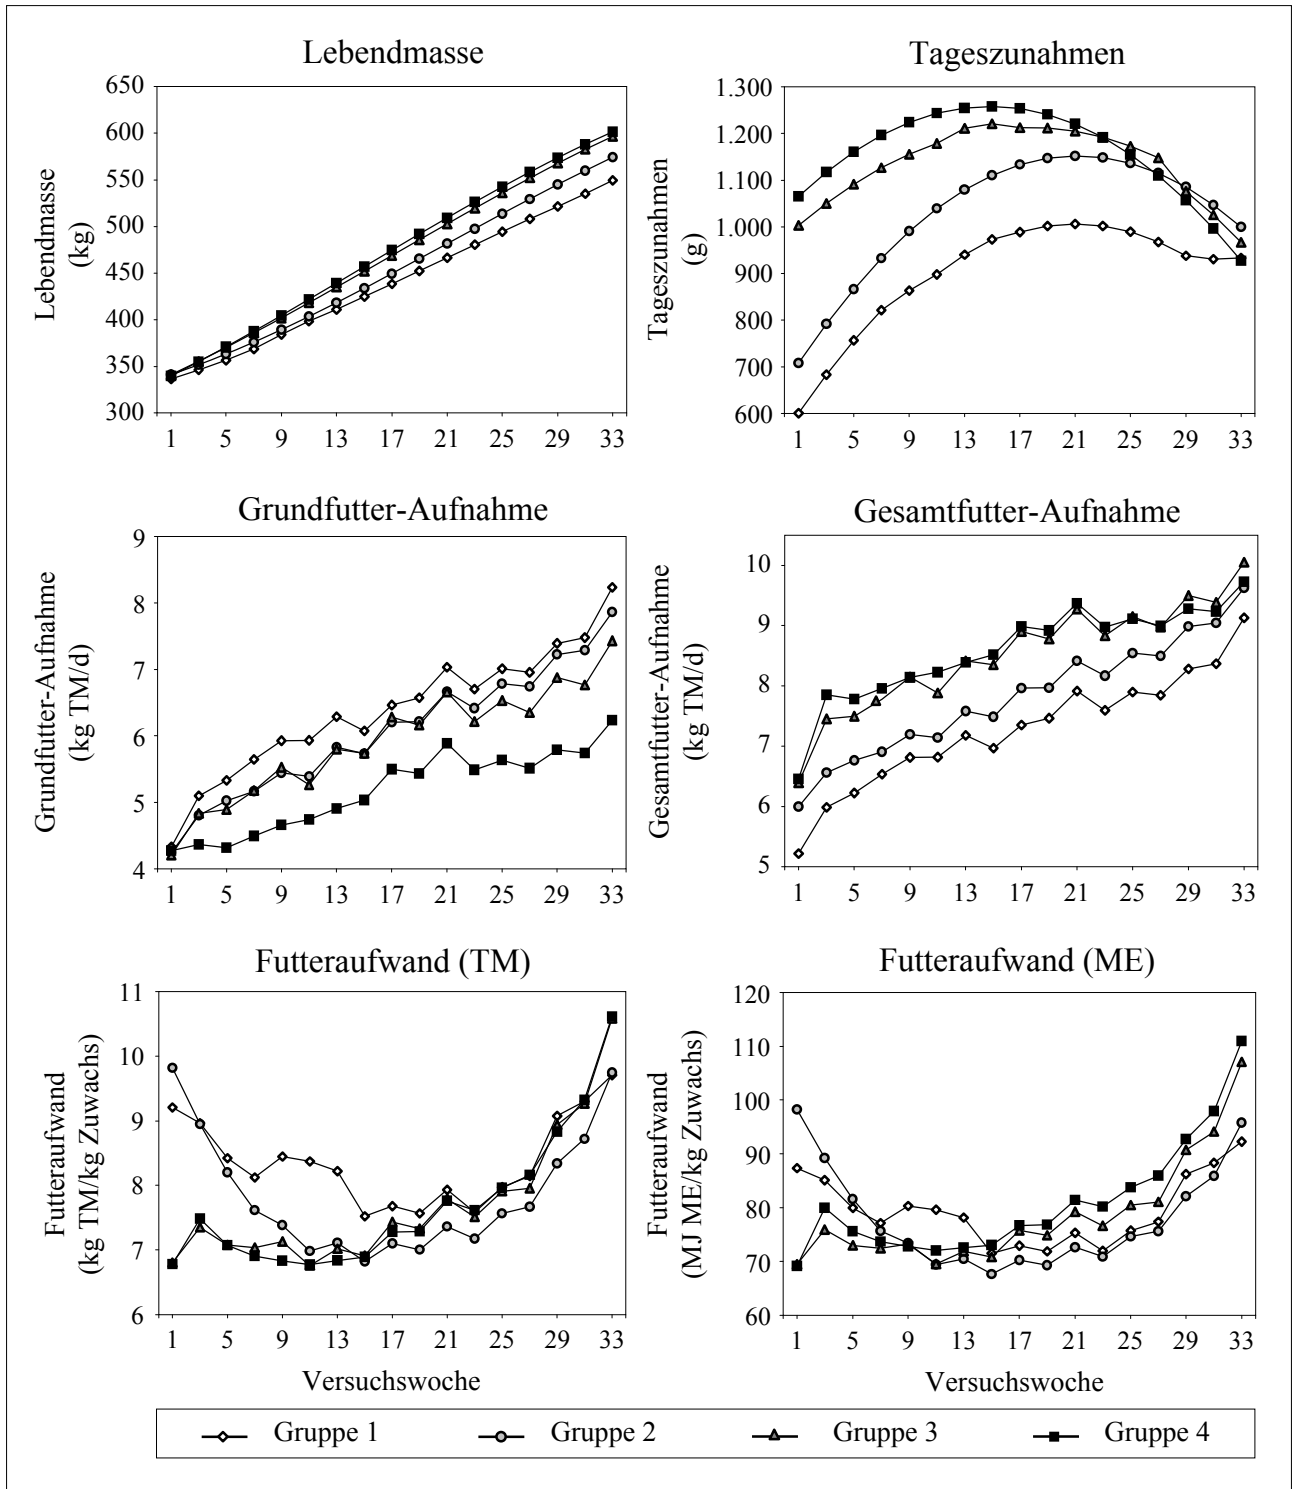 Lebendmasse
Lebendmasse
(kg)
650
600
550
500
450
400
350
300
1 5 9 13 17 21 25 29 33
Tageszunahmen
Tageszunahmen
(g)
1.300
1.200
1.100
1.000
900
800
700
600
1 5 9 13 17 21 25 29 33
Grundfutter-Aufnahme
Grundfutter-Aufnahme
(kg TM/d)
9
8
7
6
5
4
1 5 9 13 17 21 25 29 33
Gesamtfutter-Aufnahme
Gesamtfutter-Aufnahme
(kg TM/d)
10
9
8
7
6
5
1 5 9 13 17 21 25 29 33
Futteraufwand (TM)
Futteraufwand
(kg TM/kg Zuwachs)
11
10
9
8
7
6
1 5 9 13 17 21 25 29 33
Versuchswoche
Futteraufwand (ME)
Futteraufwand
(MJ ME/kg Zuwachs)
120
110
100
90
80
70
60
1 5 9 13 17 21 25 29 33
Versuchswoche
Gruppe 1 Gruppe 2 Gruppe 3 Gruppe 4